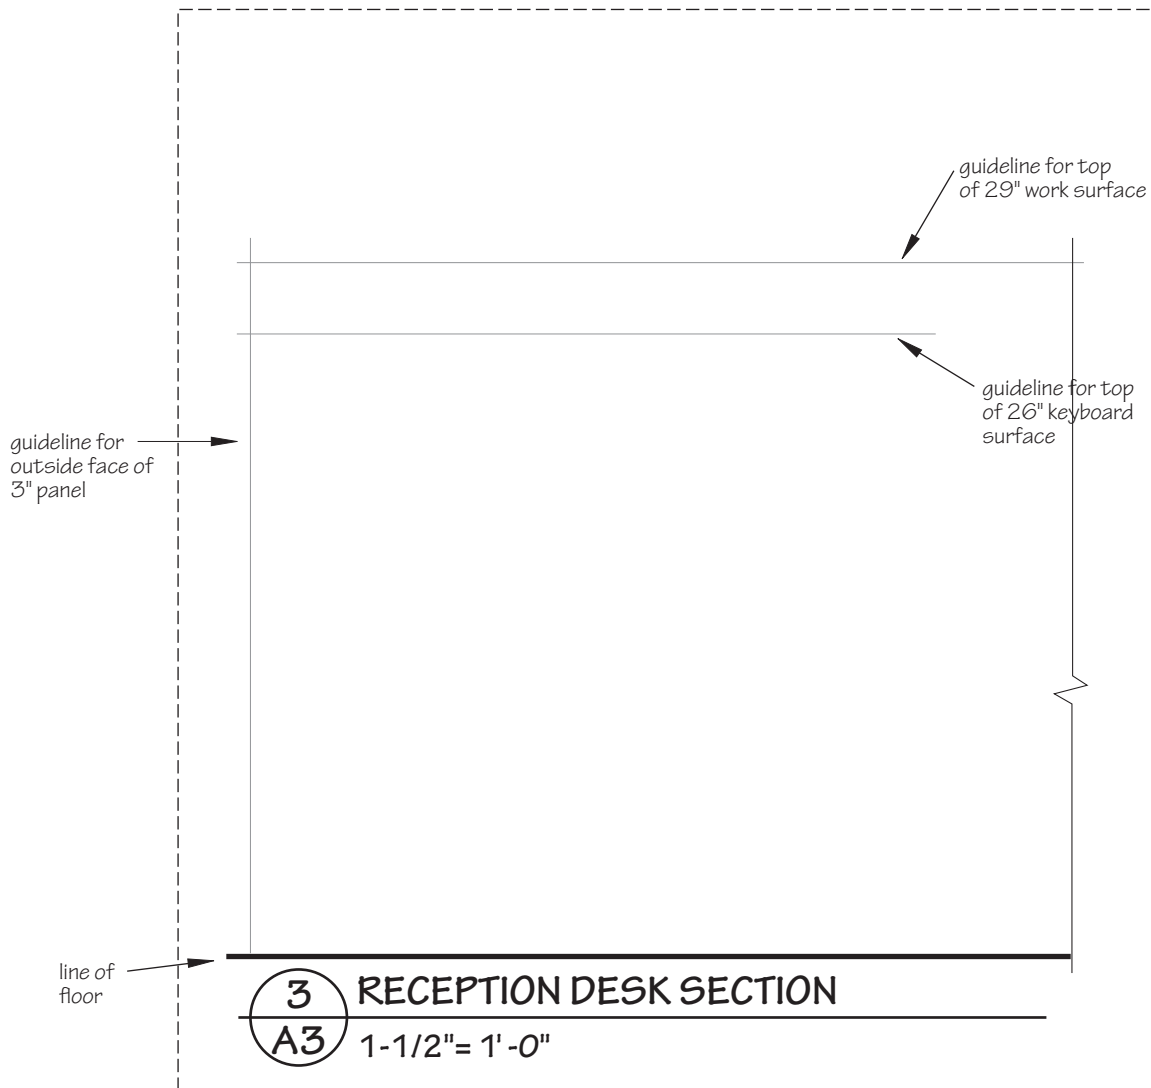 guideline for top
of 29" work surface
guideline for top
of 26" keyboard
surface
guideline for
outside face of
3" panel
line of
floor
3
RECEPTION DESK SECTION
A3
1-1/2"= 1'-0"